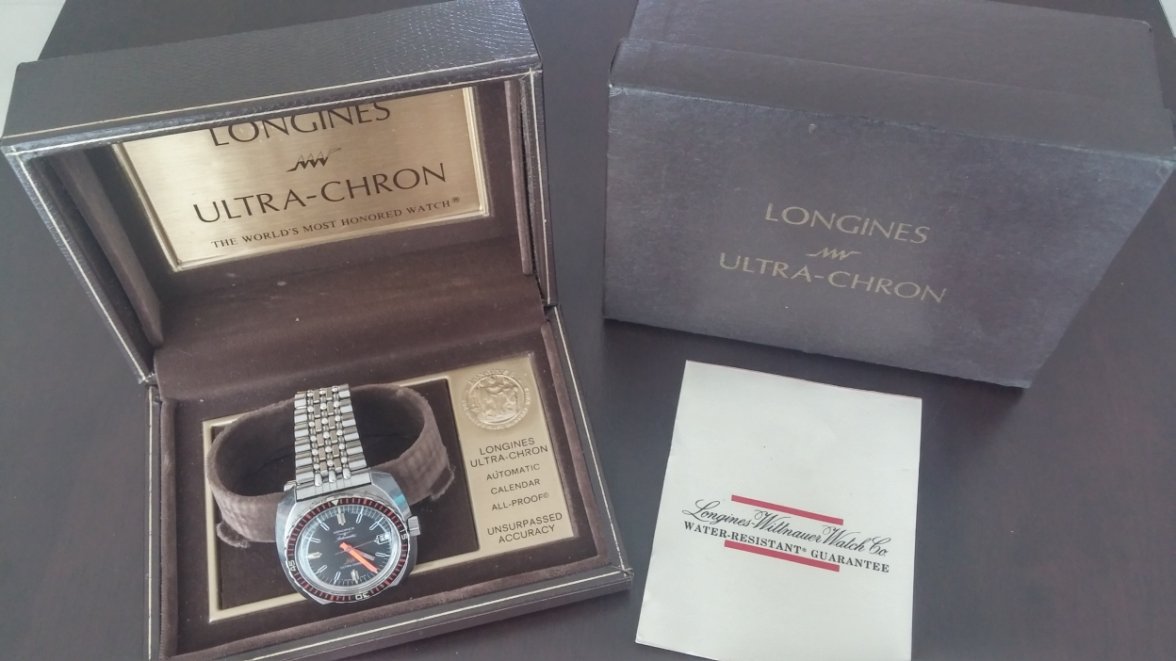 LONGINES
ULTRA-CHRON
THE WORLD'S MOST HONORED WATCH®
LONGINES
ULTRA-CHRON
AUTOMATIC
CALENDAR
ALL-PROOF©
UNSURPASSED
ACCURACY
LONGINES
ULTRA-CHRON
Longines-Wittnauer Watch Co
WATER-RESISTANT* GUARANTEE